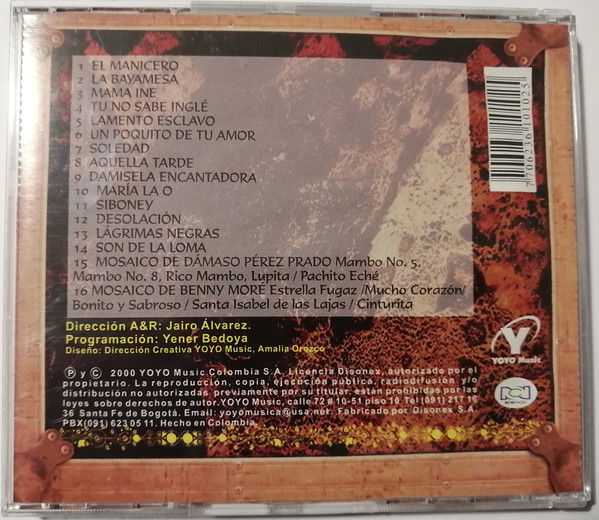 1 EL MANICERO
2 LA BAYAMESA
3 MAMA INE
4 TU NO SABE INGLÉ
5 LAMENTO ESCLAVO
6 UN POQUITO DE TU AMOR
7 SOLEDAD
8 AQUELLA TARDE
9 DAMISELA ENCANTADORA
10 MARÍA LA O
11 SIBONEY
12 DESOLACIÓN
13 LÁGRIMAS NEGRAS
14 SON DE LA LOMA
15 MOSAICO DE DÁMASO PÉREZ PRADO Mambo No. 5,
Mambo No. 8, Rico Mambo, Lupita / Pachito Eché
16 MOSAICO DE BENNY MORÉ Estrella Fugaz /Mucho Corazón/
Bonito y Sabroso / Santa Isabel de las Lajas / Cinturita
Dirección A&R: Jairo Álvarez.
Programación: Yener Bedoya
Diseño: Dirección Creativa YOYO Music, Amalia Orozco
Ⓟ y © 2000 YOYO Music Colombia S.A. Licencia Disonex, autorizado por el
propietario. La reproducción, copia, ejecución pública, radiodifusión y/o
distribución no autorizadas previamente por su titular, están prohibidas por las
leyes sobre derechos de autor. YOYO Music, calle 72 # 10-51 piso 10 Tel (091) 217 16
36 Santa Fe de Bogotá. Email: yoyomusica@usa.net. Fabricado por Disonex S.A.
PBX(091) 623 05 11. Hecho en Colombia.
7706236101025
YOYO Music